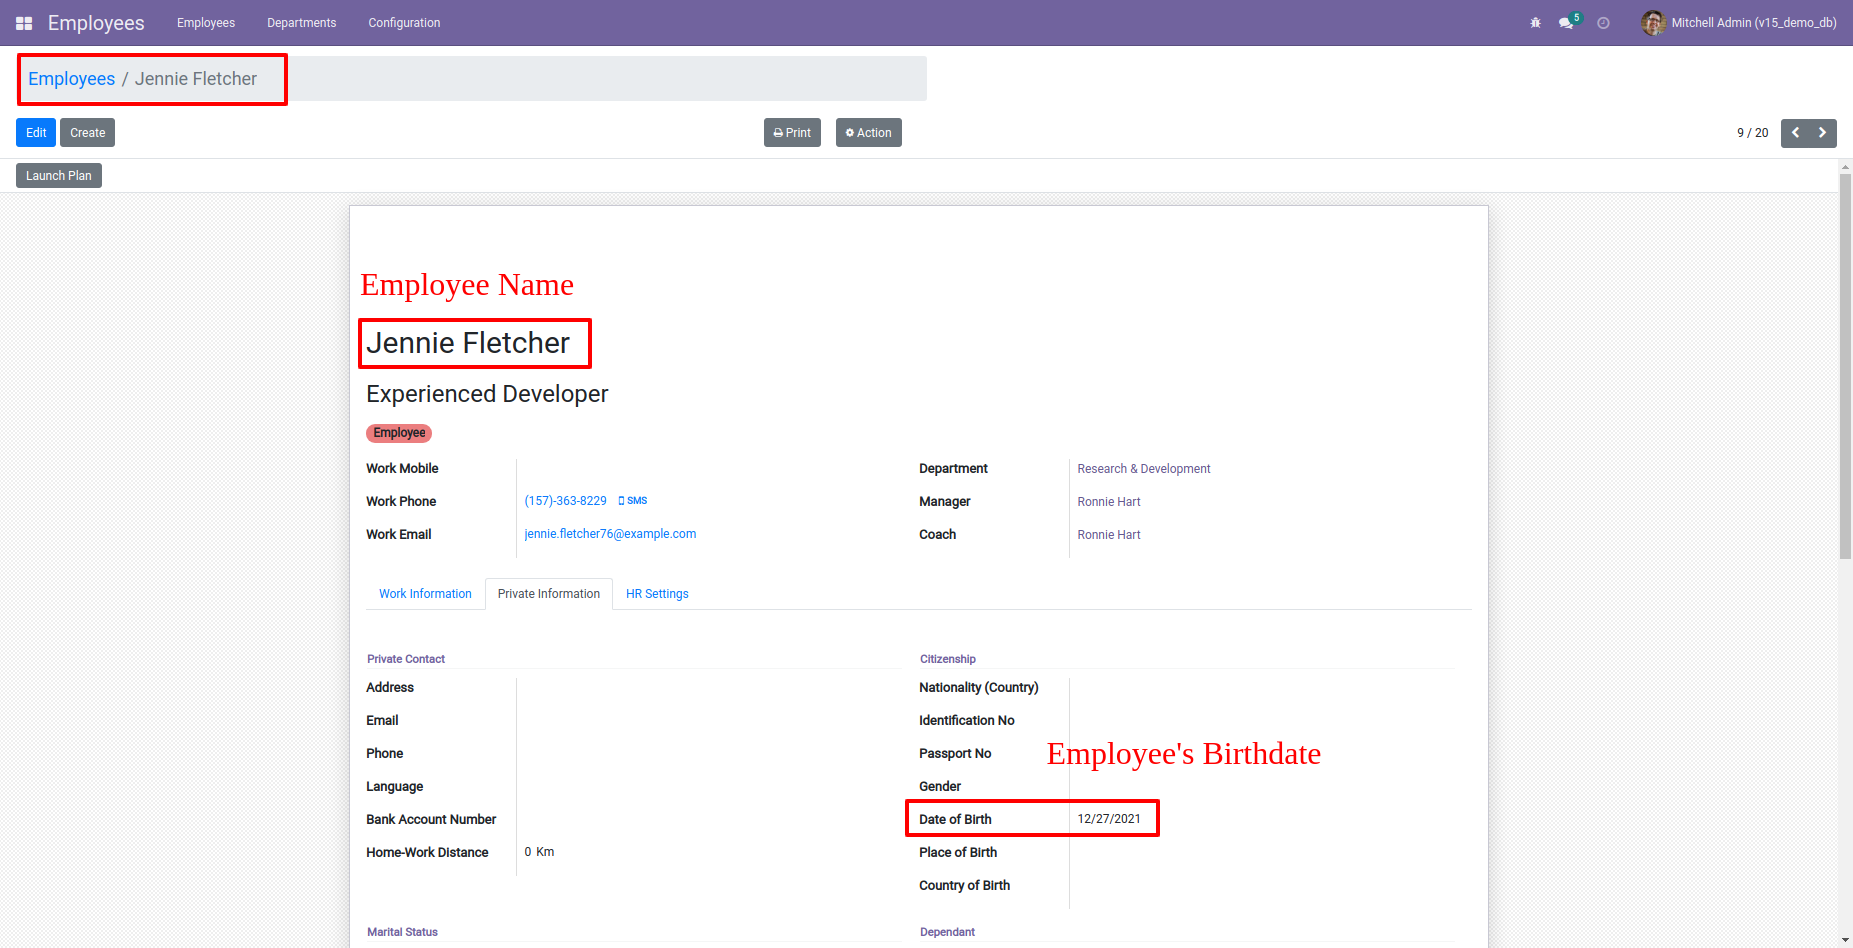 Employees Employees Departments Configuration 5 Mitchell Admin (v15_demo_db)
Employees / Jennie Fletcher
Edit Create Print Action 9 / 20
Launch Plan
Employee Name
Jennie Fletcher
Experienced Developer
Employee
Work Mobile
Work Phone (157)-363-8229 SMS
Work Email jennie.fletcher76@example.com
Department Research & Development
Manager Ronnie Hart
Coach Ronnie Hart
Work Information Private Information HR Settings
Private Contact
Address
Email
Phone
Language
Bank Account Number
Home-Work Distance 0 Km
Citizenship
Nationality (Country)
Identification No
Passport No
Employee's Birthdate
Gender
Date of Birth 12/27/2021
Place of Birth
Country of Birth
Marital Status
Dependant